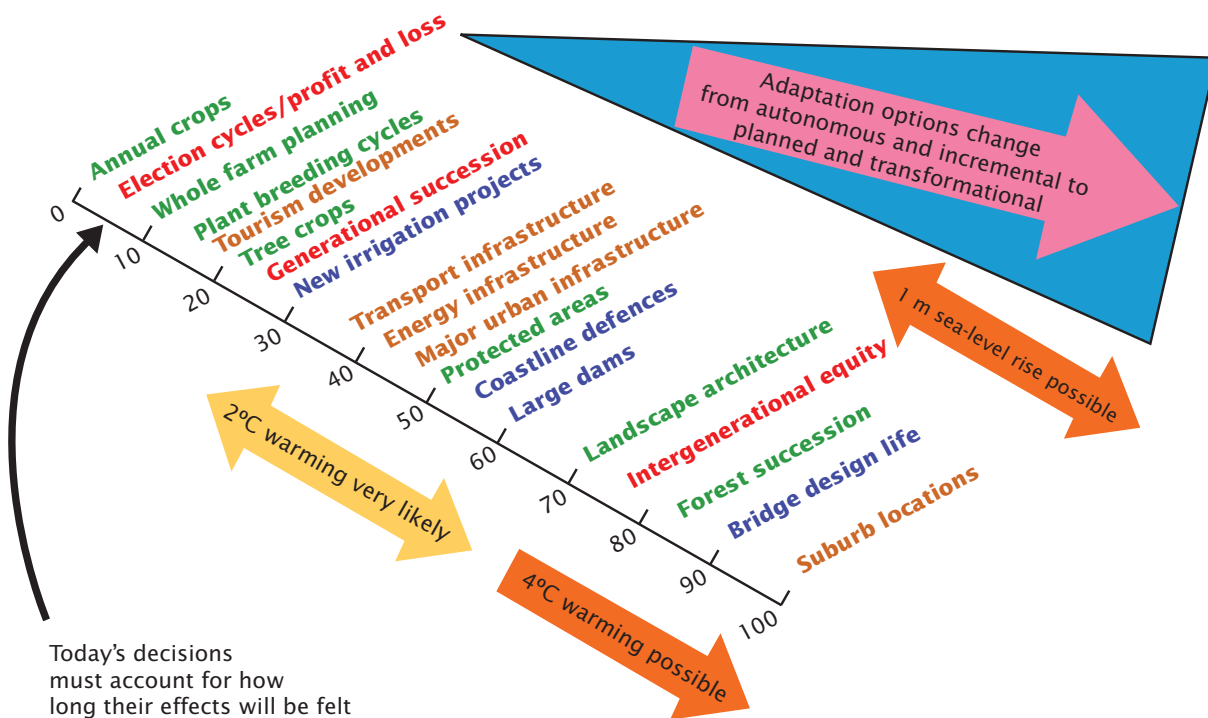 Annual crops
Election cycles/profit and loss
Whole farm planning
Plant breeding cycles
Tourism developments
Tree crops
Generational succession
New irrigation projects
Transport infrastructure
Energy infrastructure
Major urban infrastructure
Protected areas
Coastline defences
Large dams
Landscape architecture
Intergenerational equity
Forest succession
Bridge design life
Suburb locations
0
10
20
30
40
50
60
70
80
90
100
Adaptation options change
from autonomous and incremental to
planned and transformational
1 m sea-level rise possible
2ºC warming very likely
4ºC warming possible
Today's decisions
must account for how
long their effects will be felt